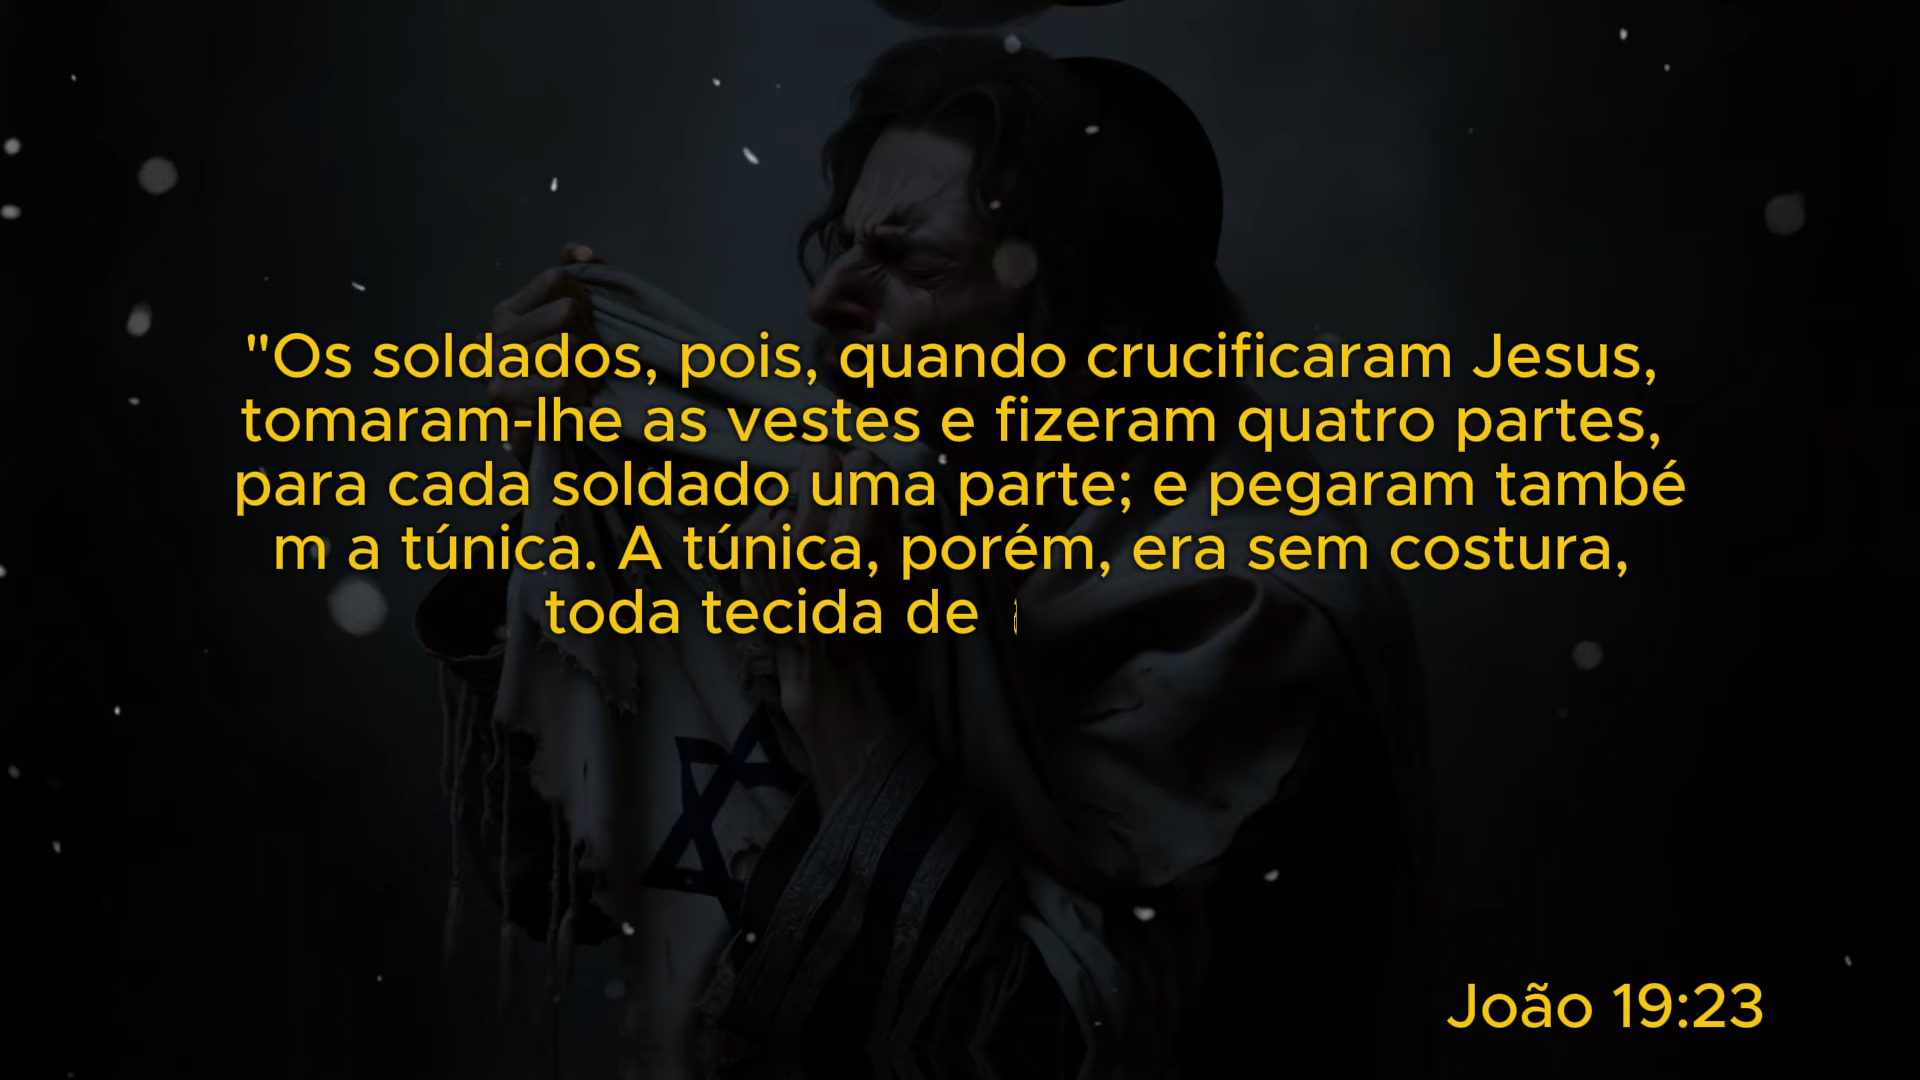 "Os soldados, pois, quando crucificaram Jesus,
tomaram-lhe as vestes e fizeram quatro partes,
para cada soldado uma parte; e pegaram també
m a túnica. A túnica, porém, era sem costura,
toda tecida de
João 19:23